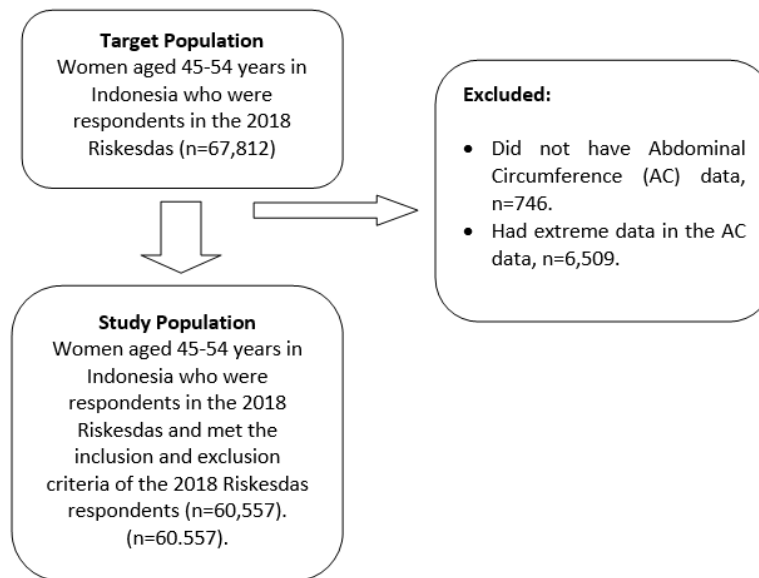 Target Population
Women aged 45-54 years in
Indonesia who were
respondents in the 2018
Riskesdas (n=67,812)
Excluded:
• Did not have Abdominal
Circumference (AC) data,
n=746.
• Had extreme data in the AC
data, n=6,509.
Study Population
Women aged 45-54 years in
Indonesia who were
respondents in the 2018
Riskesdas and met the
inclusion and exclusion
criteria of the 2018 Riskesdas
respondents (n=60,557).
(n=60.557).